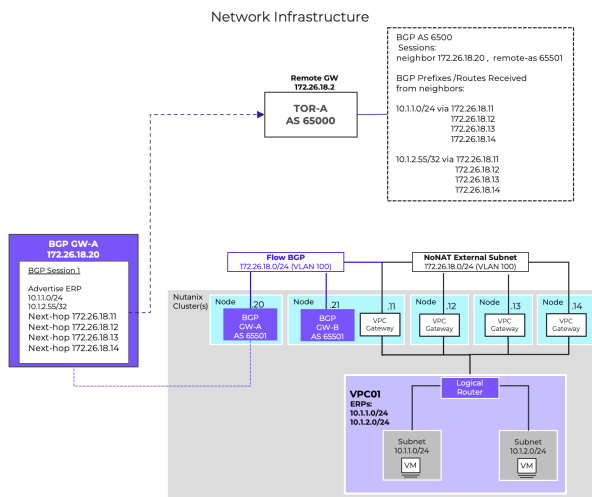 Network Infrastructure
BGP AS 6500
Sessions:
neighbor 172.26.18.20 , remote-as 65501
BGP Prefixes /Routes Received
from neighbors:
10.1.1.0/24 via 172.26.18.11
172.26.18.12
172.26.18.13
172.26.18.14
10.1.2.55/32 via 172.26.18.11
172.26.18.12
172.26.18.13
172.26.18.14
Remote GW
172.26.18.2
TOR-A
AS 65000
BGP GW-A
172.26.18.20
BGP Session 1
Advertise ERP
10.1.1.0/24
10.1.2.55/32
Next-hop 172.26.18.11
Next-hop 172.26.18.12
Next-hop 172.26.18.13
Next-hop 172.26.18.14
Flow BGP
172.26.18.0/24 (VLAN 100)
NoNAT External Subnet
172.26.18.0/24 (VLAN 100)
Nutanix
Cluster(s)
Node
.20
BGP
GW-A
AS 65501
Node
.21
BGP
GW-B
AS 65501
.11
VPC
Gateway
Node
.12
VPC
Gateway
Node
.13
VPC
Gateway
Node
.14
VPC
Gateway
VPC01
ERPs:
10.1.1.0/24
10.1.2.0/24
Logical
Router
Subnet
10.1.1.0/24
VM
Subnet
10.1.2.0/24
VM